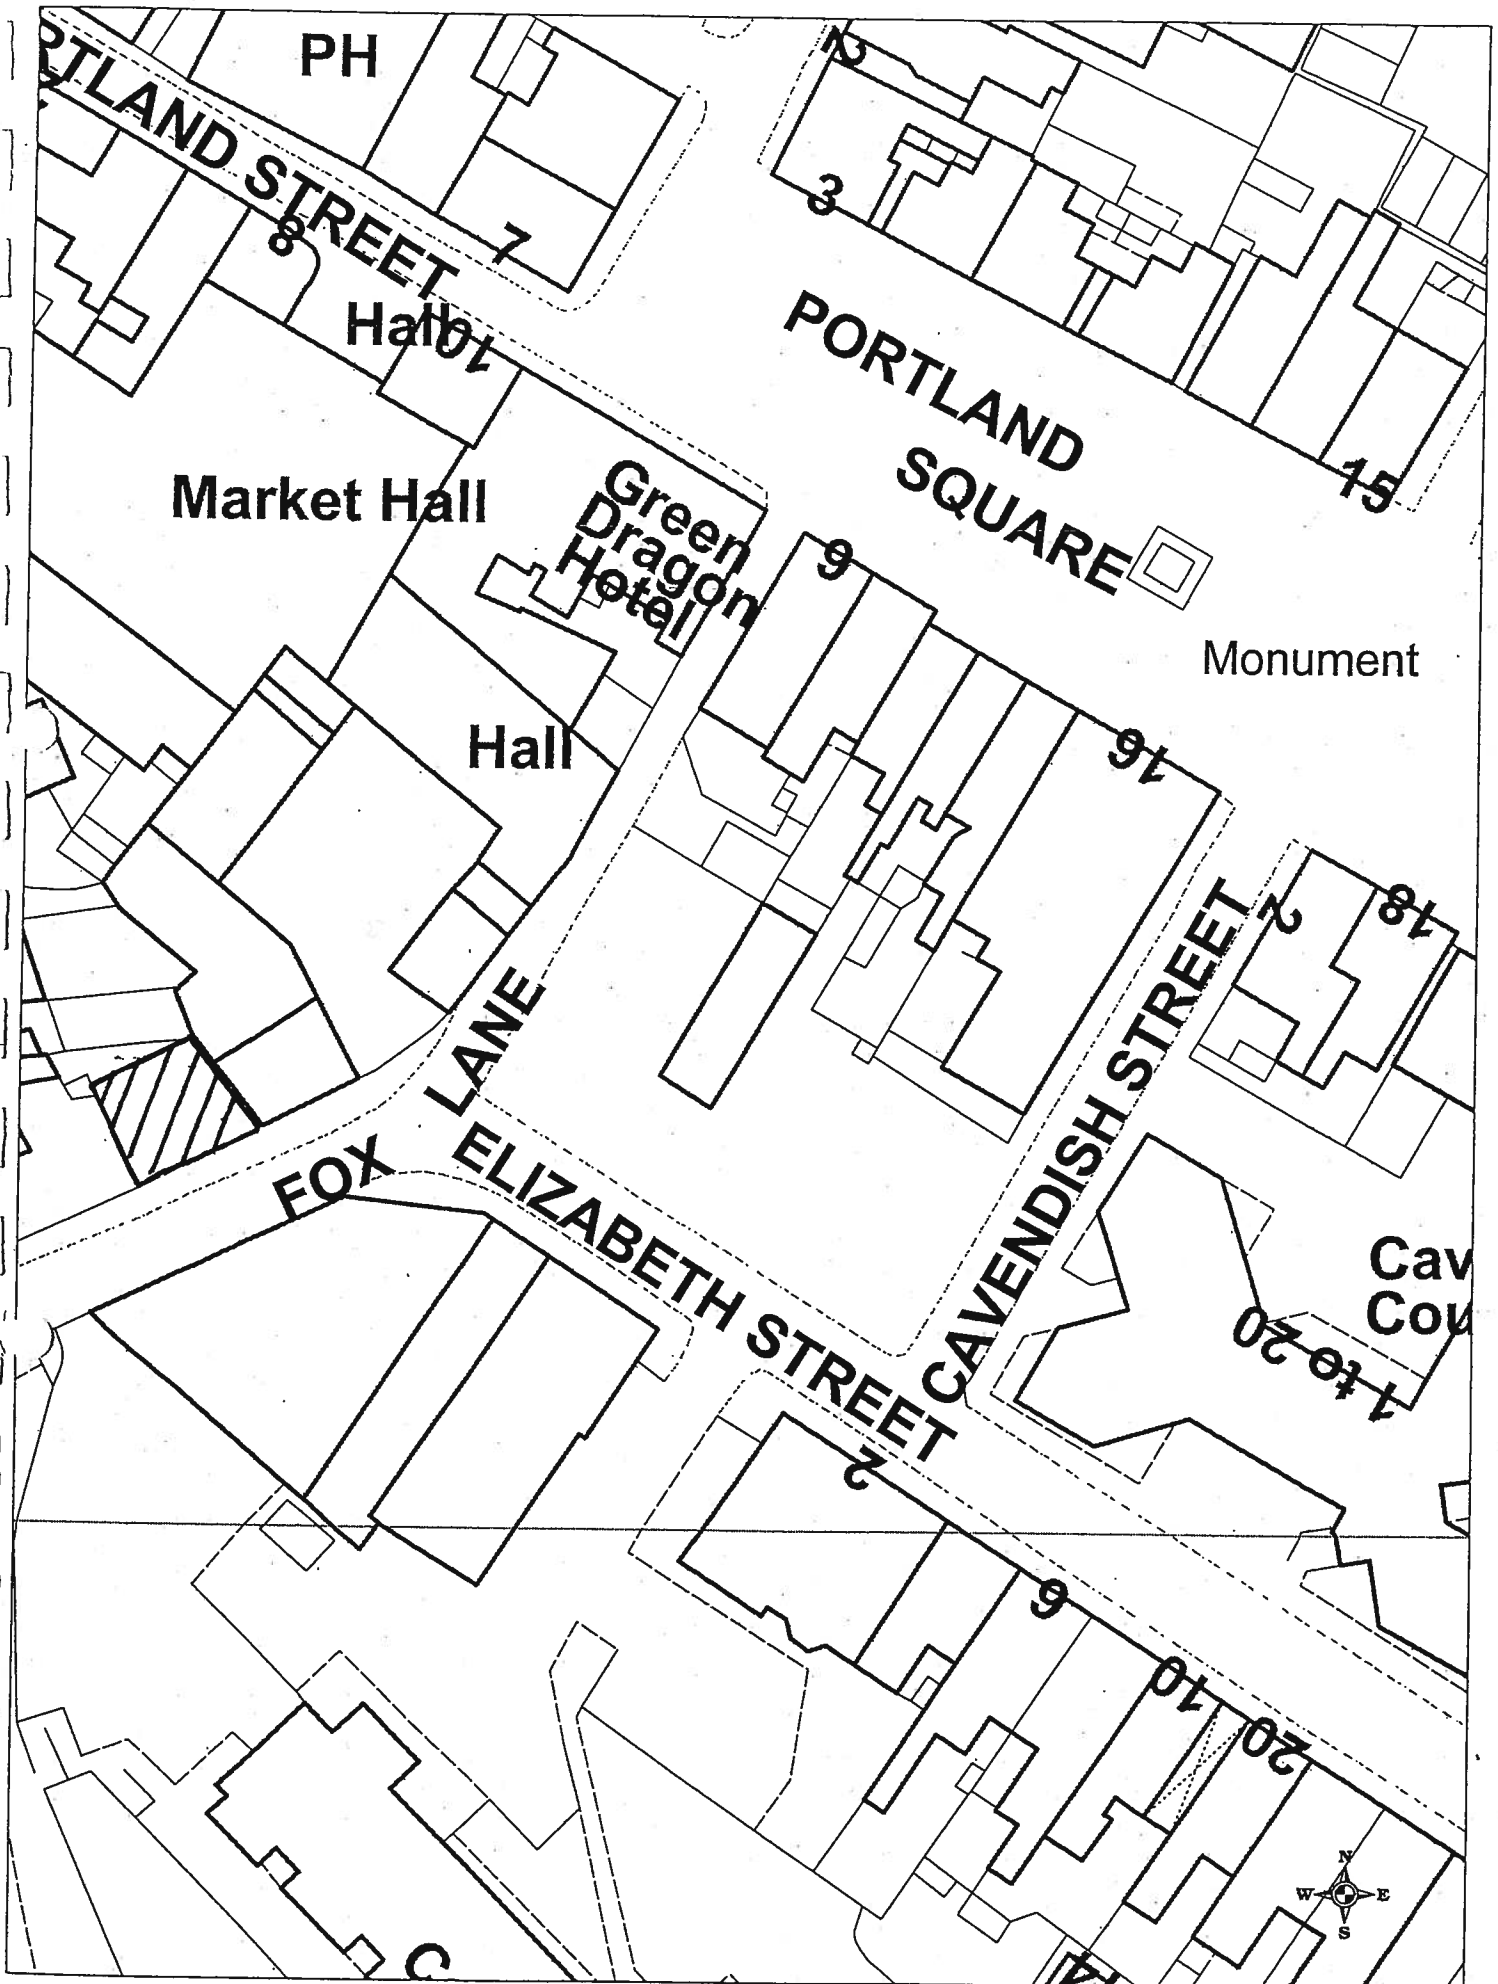 PH
RTLAND STREET
2
3
8
7
Hall
10
PORTLAND
SQUARE
15
Market Hall
Green
Dragon
Hotel
9
Monument
Hall
16
18
2
LANE
FOX
ELIZABETH STREET
CAVENDISH STREET
Cav
Cou
1 to 20
2
6
10
20
N
W E
S
C